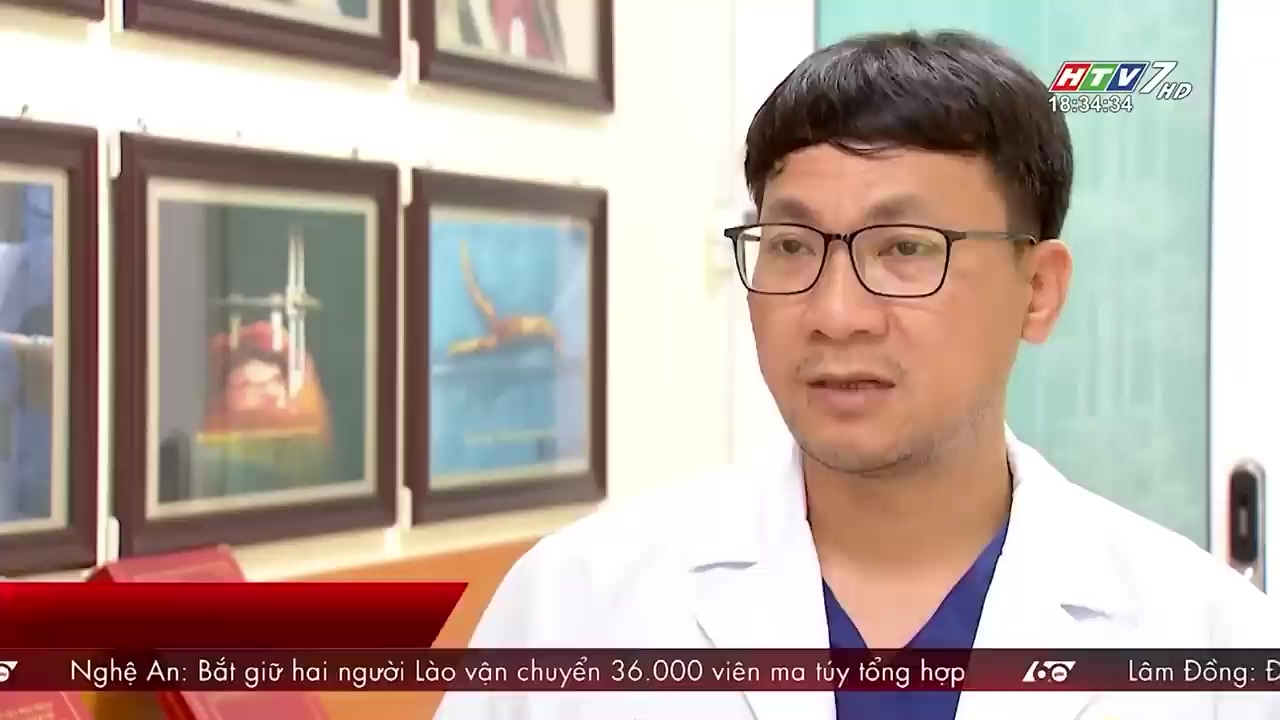 HTV7 HD
18:34:34
Nghệ An: Bắt giữ hai người Lào vận chuyển 36.000 viên ma túy tổng hợp
60
Lâm Đồng: Đ